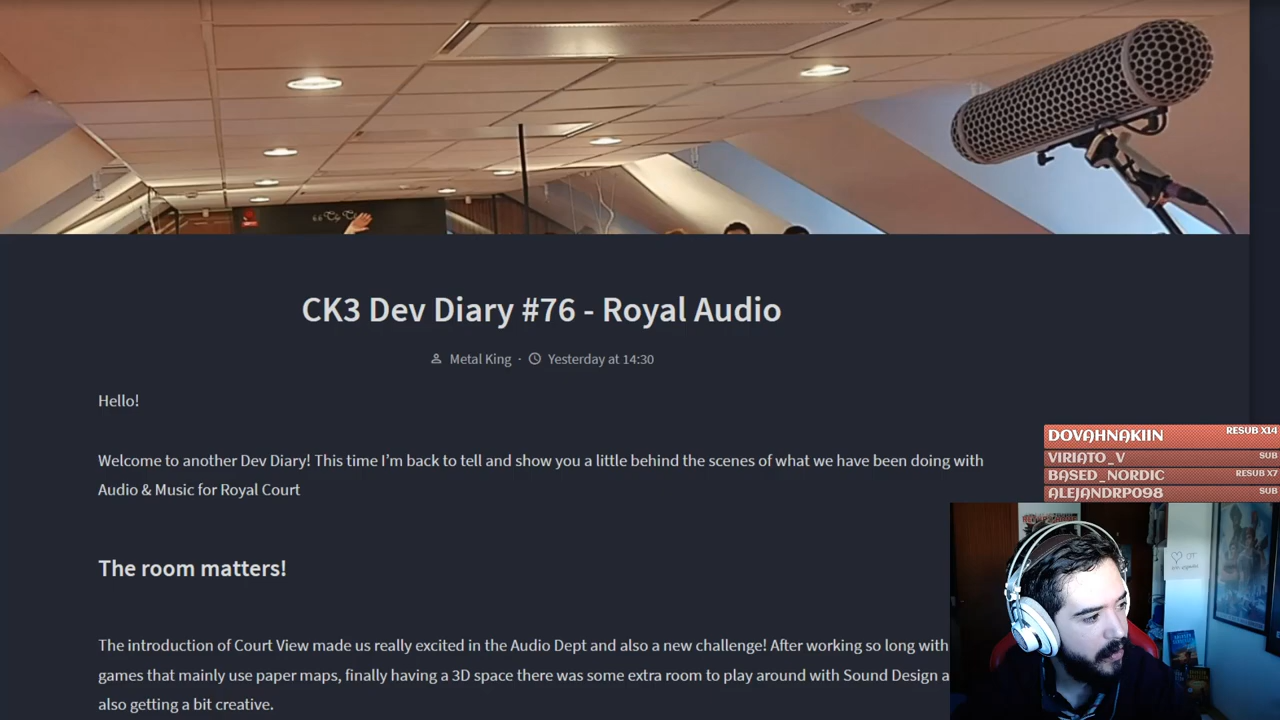 CK3 Dev Diary #76 - Royal Audio
Metal King · Yesterday at 14:30
Hello!
Welcome to another Dev Diary! This time I’m back to tell and show you a little behind the scenes of what we have been doing with
Audio & Music for Royal Court
The room matters!
The introduction of Court View made us really excited in the Audio Dept and also a new challenge! After working so long with
games that mainly use paper maps, finally having a 3D space there was some extra room to play around with Sound Design a
also getting a bit creative.
DOVAHNAKIIN RESUB X14
VIRIATO_V SUB
BASED_NORDIC RESUB X7
ALEJANDRP098 SUB